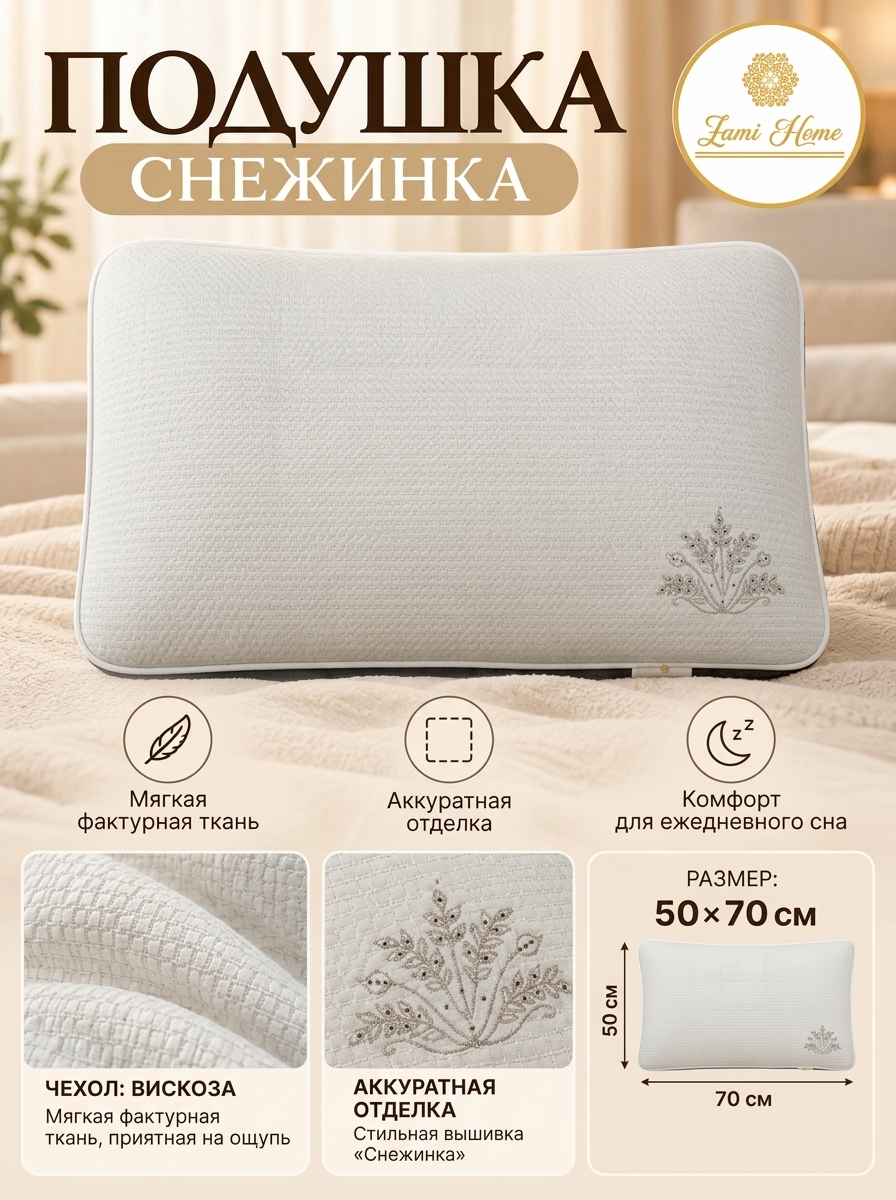 ПОДУШКА
СНЕЖИНКА
Zami Home
Мягкая
фактурная ткань
Аккуратная
отделка
z z
Комфорт
для ежедневного сна
ЧЕХОЛ: ВИСКОЗА
Мягкая фактурная
ткань, приятная на ощупь
АККУРАТНАЯ
ОТДЕЛКА
Стильная вышивка
«Снежинка»
РАЗМЕР:
50×70 см
50 см
70 см